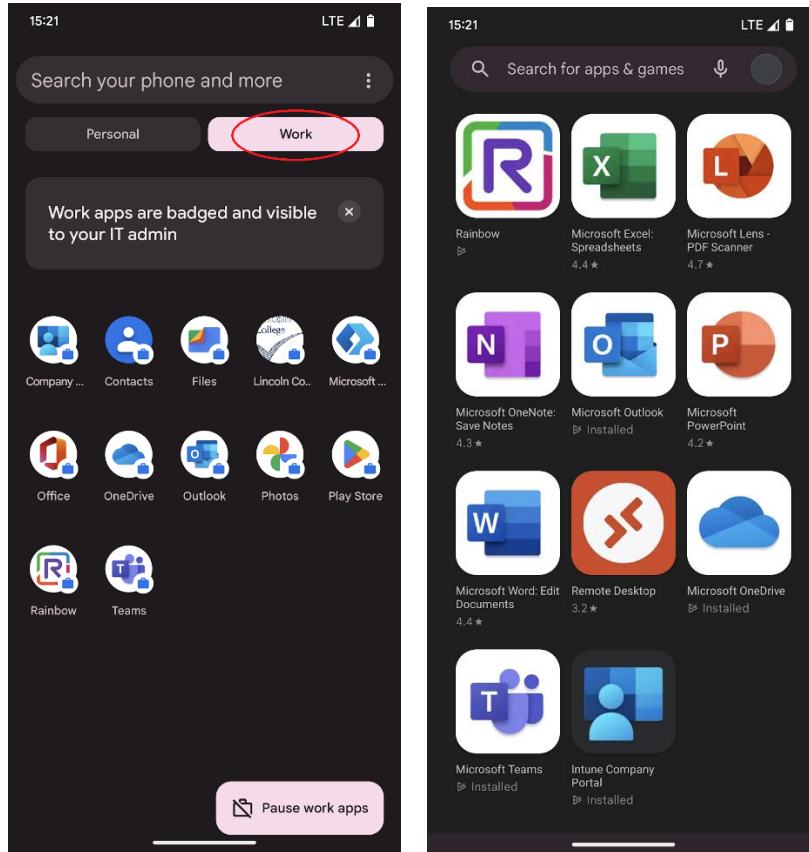 15:21
LTE
Search your phone and more
Personal
Work
Work apps are badged and visible
to your IT admin
Company ...
Contacts
Files
College
Lincoln Co..
Microsoft ...
Office
OneDrive
Outlook
Photos
Play Store
Rainbow
Teams
Pause work apps
15:21
LTE
Search for apps & games
R
Rainbow
X
Microsoft Excel:
Spreadsheets
4.4★
L
Microsoft Lens -
PDF Scanner
4.7★
N
Microsoft OneNote:
Save Notes
4.3★
O
Microsoft Outlook
Installed
P
Microsoft
PowerPoint
4.2★
W
Microsoft Word: Edit
Documents
4.4★
Remote Desktop
3.2★
Microsoft OneDrive
Installed
T
Microsoft Teams
Installed
Intune Company
Portal
Installed